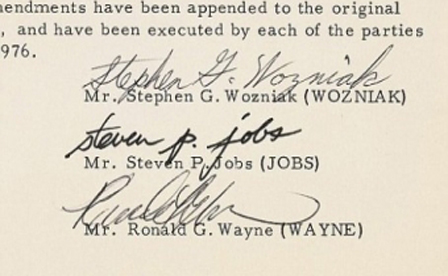 nendments have been appended to the original
, and have been executed by each of the parties
976.
Stephen G. Wozniak
Mr. Stephen G. Wozniak (WOZNIAK)
steven p. jobs
Mr. Steven P. Jobs (JOBS)
Mr. Ronald G. Wayne (WAYNE)